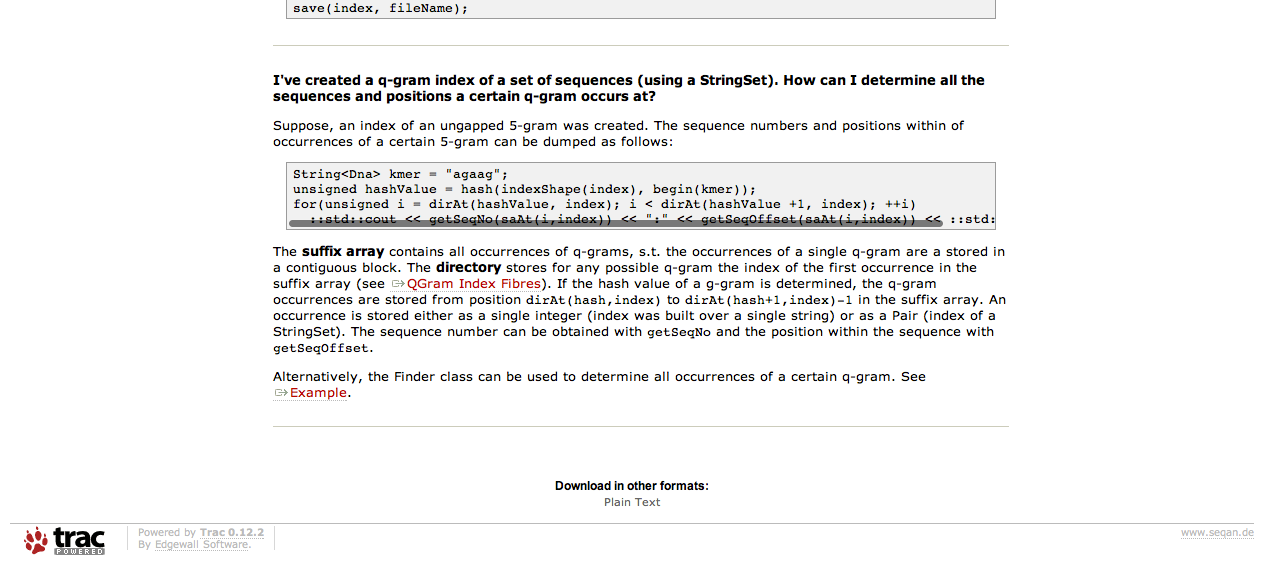 save(index, fileName);
I've created a q-gram index of a set of sequences (using a StringSet). How can I determine all the
sequences and positions a certain q-gram occurs at?
Suppose, an index of an ungapped 5-gram was created. The sequence numbers and positions within of
occurrences of a certain 5-gram can be dumped as follows:
String<Dna> kmer = "agaag";
unsigned hashValue = hash(indexShape(index), begin(kmer));
for(unsigned i = dirAt(hashValue, index); i < dirAt(hashValue +1, index); ++i)
::std::cout << getSeqNo(saAt(i,index)) << ":" << getSeqOffset(saAt(i,index)) << ::std:
The suffix array contains all occurrences of q-grams, s.t. the occurrences of a single q-gram are a stored in
a contiguous block. The directory stores for any possible q-gram the index of the first occurrence in the
suffix array (see QGram Index Fibres). If the hash value of a g-gram is determined, the q-gram
occurrences are stored from position dirAt(hash,index) to dirAt(hash+1,index)-1 in the suffix array. An
occurrence is stored either as a single integer (index was built over a single string) or as a Pair (index of a
StringSet). The sequence number can be obtained with getSeqNo and the position within the sequence with
getSeqOffset.
Alternatively, the Finder class can be used to determine all occurrences of a certain q-gram. See
Example.
Download in other formats:
Plain Text
trac
POWERED
Powered by Trac 0.12.2
By Edgewall Software.
www.seqan.de